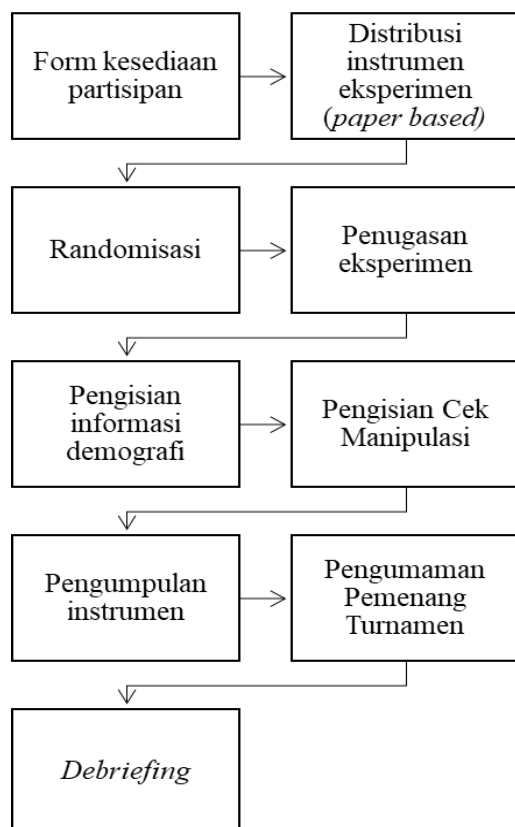 Form kesediaan
partisipan
Distribusi
instrumen
eksperimen
(paper based)
Randomisasi
Penugasan
eksperimen
Pengisian
informasi
demografi
Pengisian Cek
Manipulasi
Pengumpulan
instrumen
Pengumaman
Pemenang
Turnamen
Debriefing